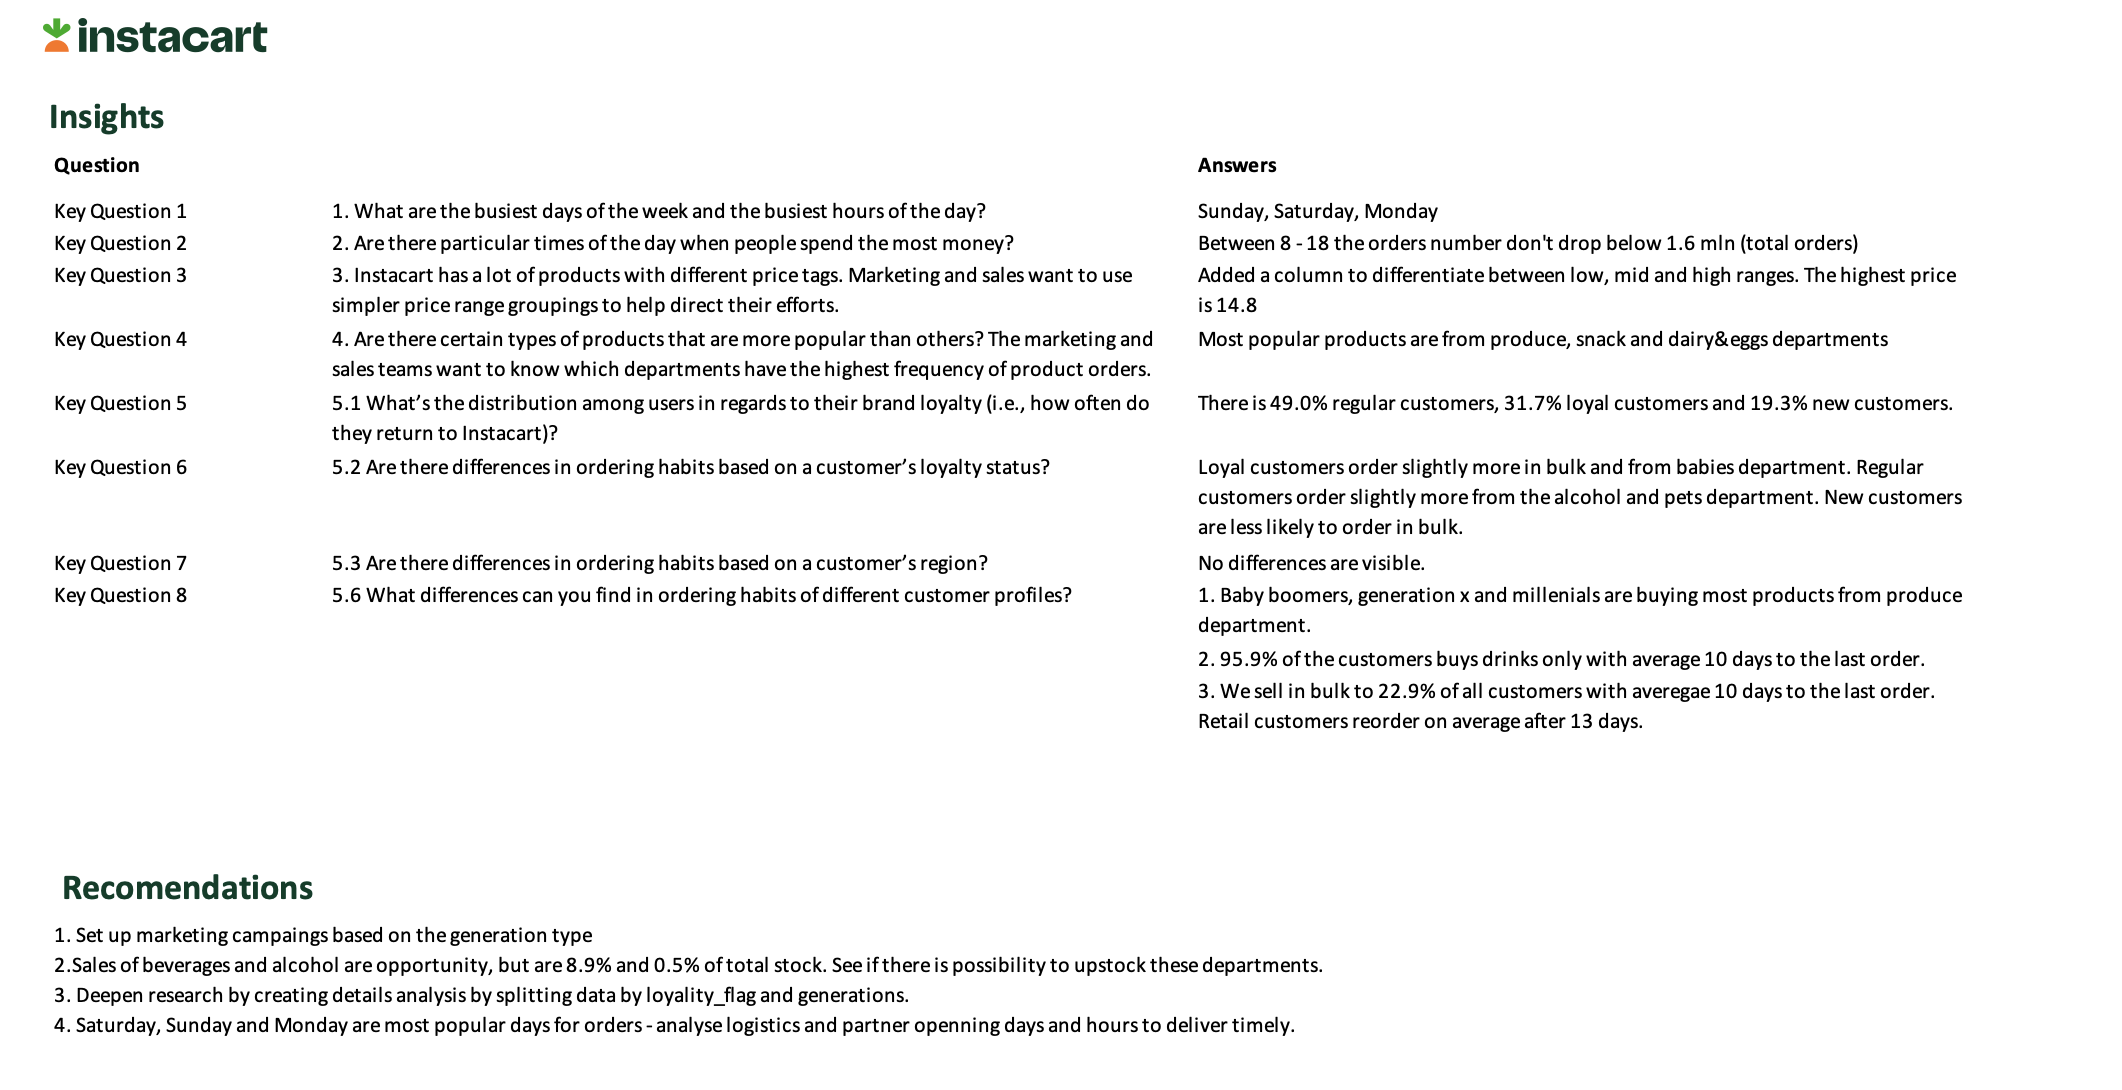 instacart
Insights
Question
Answers
Key Question 1
1. What are the busiest days of the week and the busiest hours of the day?
Sunday, Saturday, Monday
Key Question 2
2. Are there particular times of the day when people spend the most money?
Between 8 - 18 the orders number don't drop below 1.6 mln (total orders)
Key Question 3
3. Instacart has a lot of products with different price tags. Marketing and sales want to use
simpler price range groupings to help direct their efforts.
Added a column to differentiate between low, mid and high ranges. The highest price
is 14.8
Key Question 4
4. Are there certain types of products that are more popular than others? The marketing and
sales teams want to know which departments have the highest frequency of product orders.
Most popular products are from produce, snack and dairy&eggs departments
Key Question 5
5.1 What’s the distribution among users in regards to their brand loyalty (i.e., how often do
they return to Instacart)?
There is 49.0% regular customers, 31.7% loyal customers and 19.3% new customers.
Key Question 6
5.2 Are there differences in ordering habits based on a customer’s loyalty status?
Loyal customers order slightly more in bulk and from babies department. Regular
customers order slightly more from the alcohol and pets department. New customers
are less likely to order in bulk.
Key Question 7
5.3 Are there differences in ordering habits based on a customer’s region?
No differences are visible.
Key Question 8
5.6 What differences can you find in ordering habits of different customer profiles?
1. Baby boomers, generation x and millenials are buying most products from produce
department.
2. 95.9% of the customers buys drinks only with average 10 days to the last order.
3. We sell in bulk to 22.9% of all customers with averegae 10 days to the last order.
Retail customers reorder on average after 13 days.
Recomendations
1. Set up marketing campaings based on the generation type
2.Sales of beverages and alcohol are opportunity, but are 8.9% and 0.5% of total stock. See if there is possibility to upstock these departments.
3. Deepen research by creating details analysis by splitting data by loyality_flag and generations.
4. Saturday, Sunday and Monday are most popular days for orders - analyse logistics and partner openning days and hours to deliver timely.